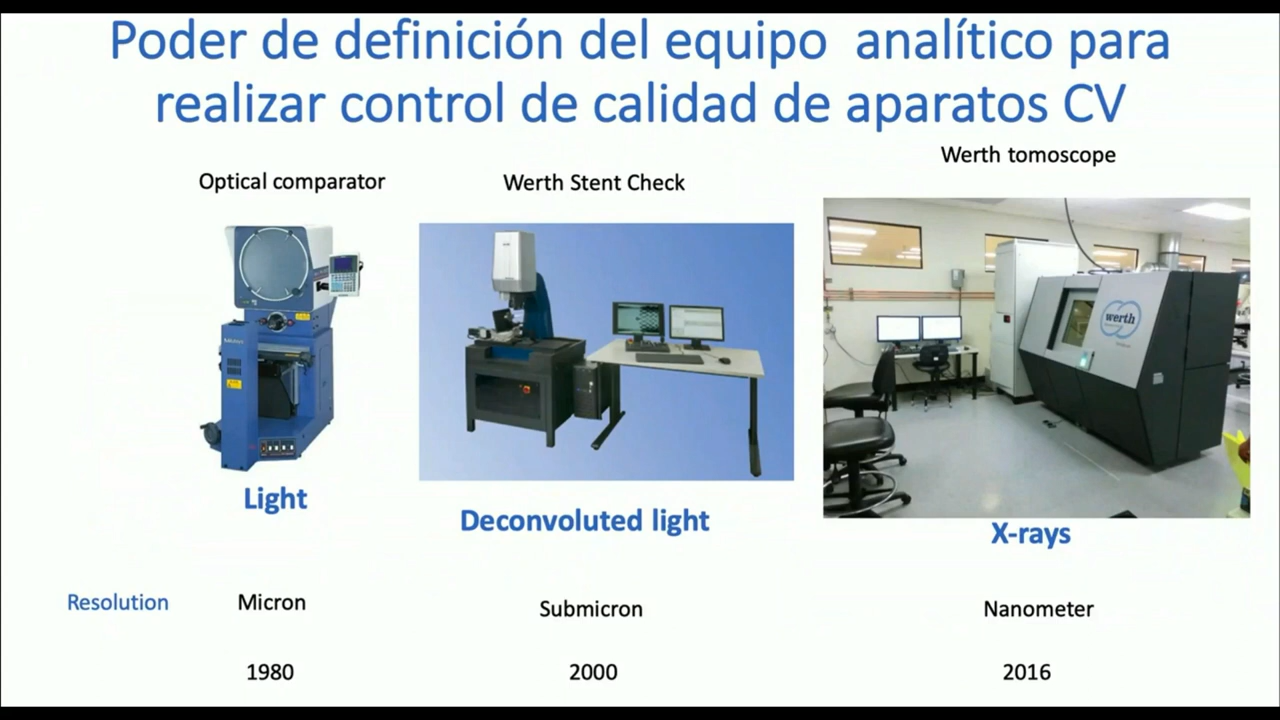 Poder de definición del equipo analítico para
realizar control de calidad de aparatos CV
Optical comparator
Werth Stent Check
Werth tomoscope
werth
Light
Deconvoluted light
X-rays
Resolution
Micron
Submicron
Nanometer
1980
2000
2016